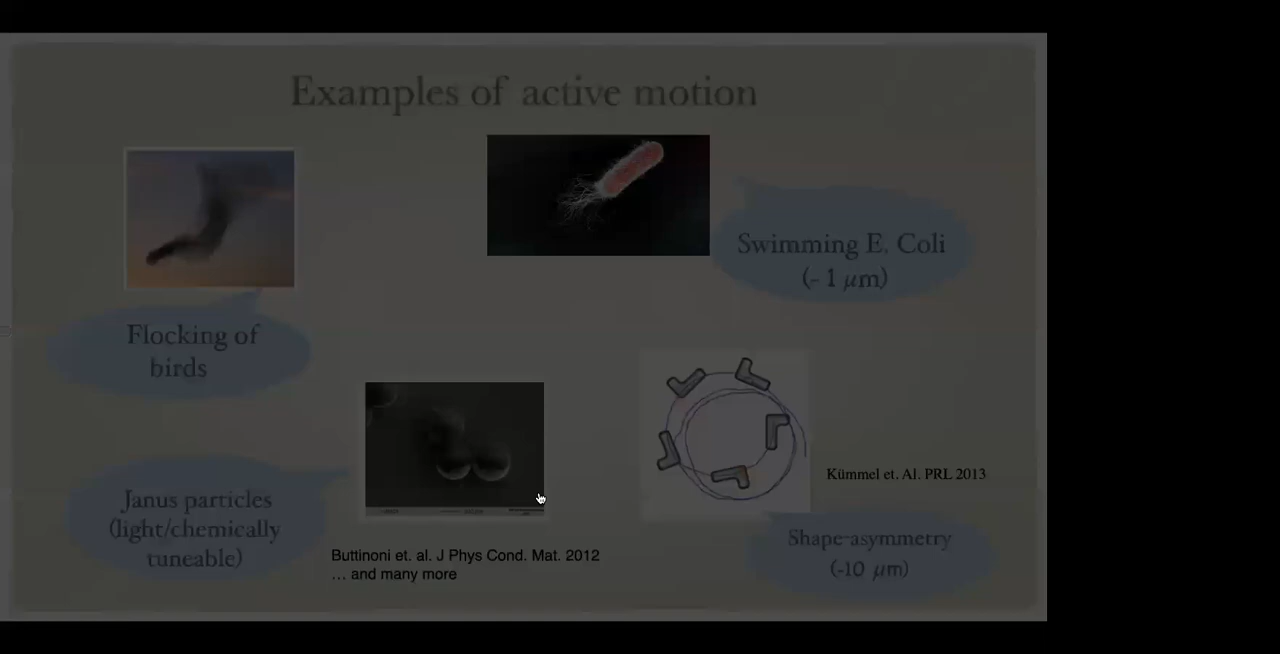 Examples of active motion
Swimming E. Coli
(~ 1 μm)
Flocking of
birds
Kümmel et. Al. PRL 2013
Janus particles
(light/chemically
tuneable)
Shape-asymmetry
(~10 μm)
Buttinoni et. al. J Phys Cond. Mat. 2012
… and many more